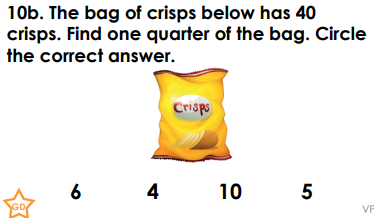 10b. The bag of crisps below has 40
crisps. Find one quarter of the bag. Circle
the correct answer.
Crisps
6 4 10 5
GD
VF